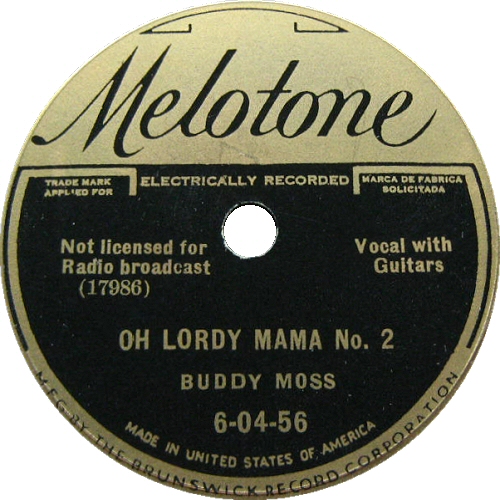 Melotone
TRADE MARK
APPLIED FOR
ELECTRICALLY RECORDED
MARCA DE FABRICA
SOLICITADA
Not licensed for
Radio broadcast
(17986)
Vocal with
Guitars
OH LORDY MAMA No. 2
BUDDY MOSS
6-04-56
MADE IN UNITED STATES OF AMERICA
MFG BY THE BRUNSWICK RECORD CORPORATION